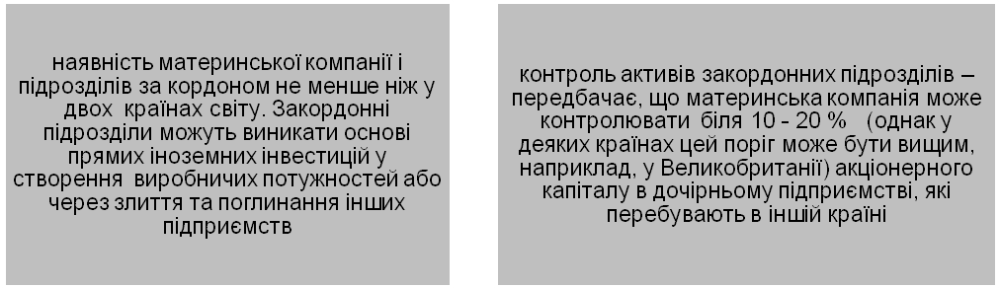 наявність материнської компанії і
підрозділів за кордоном не менше ніж у
двох країнах світу. Закордонні
підрозділи можуть виникати основі
прямих іноземних інвестицій у
створення виробничих потужностей або
через злиття та поглинання інших
підприємств
контроль активів закордонних підрозділів –
передбачає, що материнська компанія може
контролювати біля 10 - 20 % (однак у
деяких країнах цей поріг може бути вищим,
наприклад, у Великобританії) акціонерного
капіталу в дочірньому підприємстві, які
перебувають в іншій країні